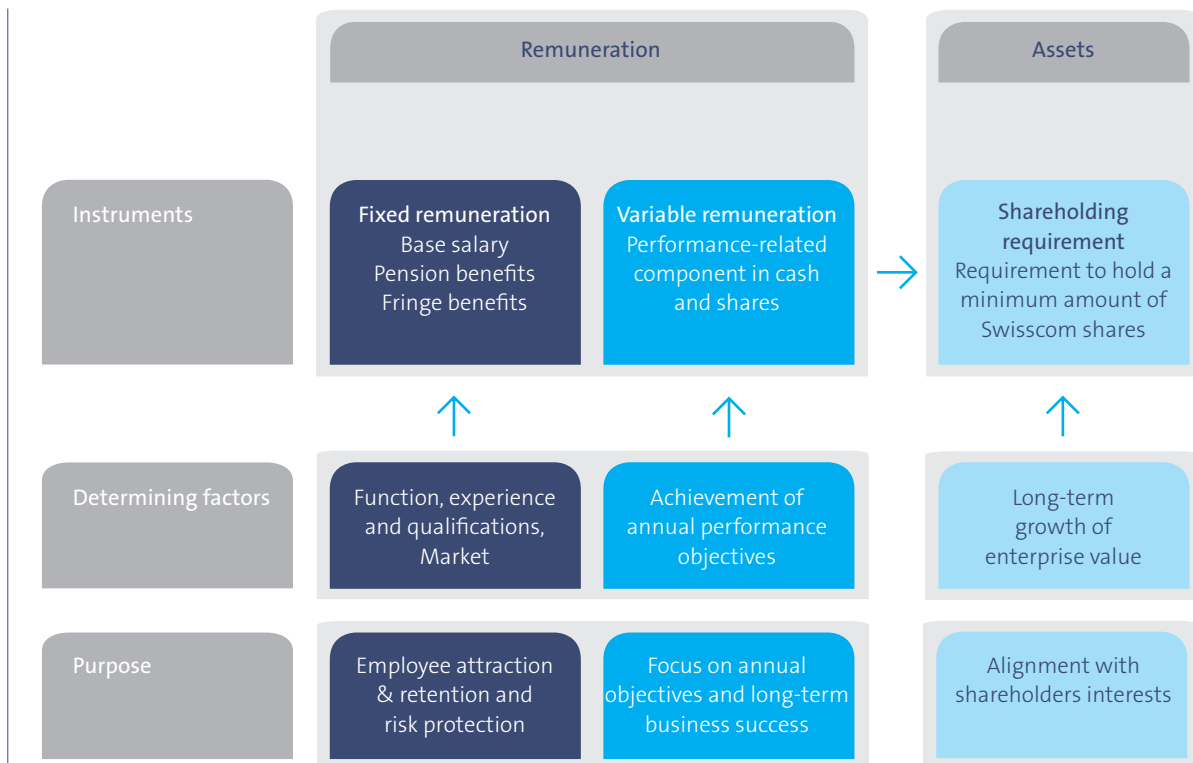 Remuneration
Assets
Instruments
Fixed remuneration
Base salary
Pension benefits
Fringe benefits
Variable remuneration
Performance-related
component in cash
and shares
Shareholding
requirement
Requirement to hold a
minimum amount of
Swisscom shares
Determining factors
Function, experience
and qualifications,
Market
Achievement of
annual performance
objectives
Long-term
growth of
enterprise value
Purpose
Employee attraction
& retention and
risk protection
Focus on annual
objectives and long-term
business success
Alignment with
shareholders interests